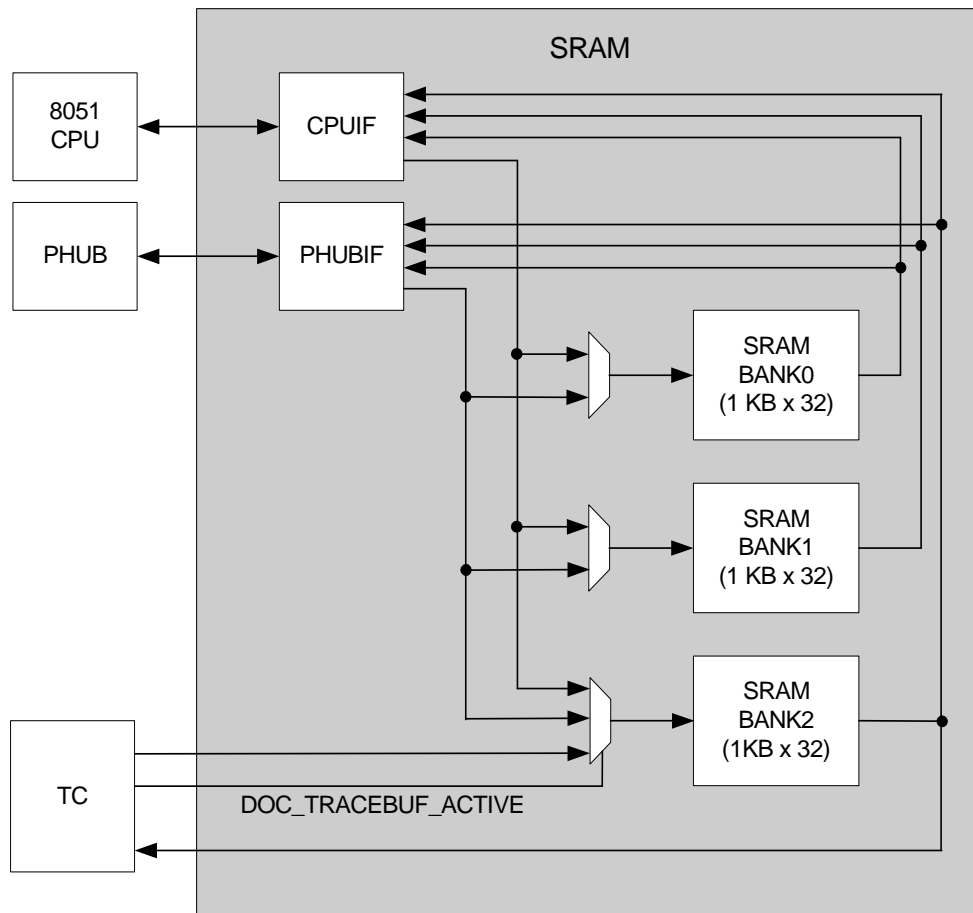 SRAM
8051
CPU
CPUIF
PHUB
PHUBIF
SRAM
BANK0
(1 KB x 32)
SRAM
BANK1
(1 KB x 32)
SRAM
BANK2
(1KB x 32)
TC
DOC_TRACEBUF_ACTIVE